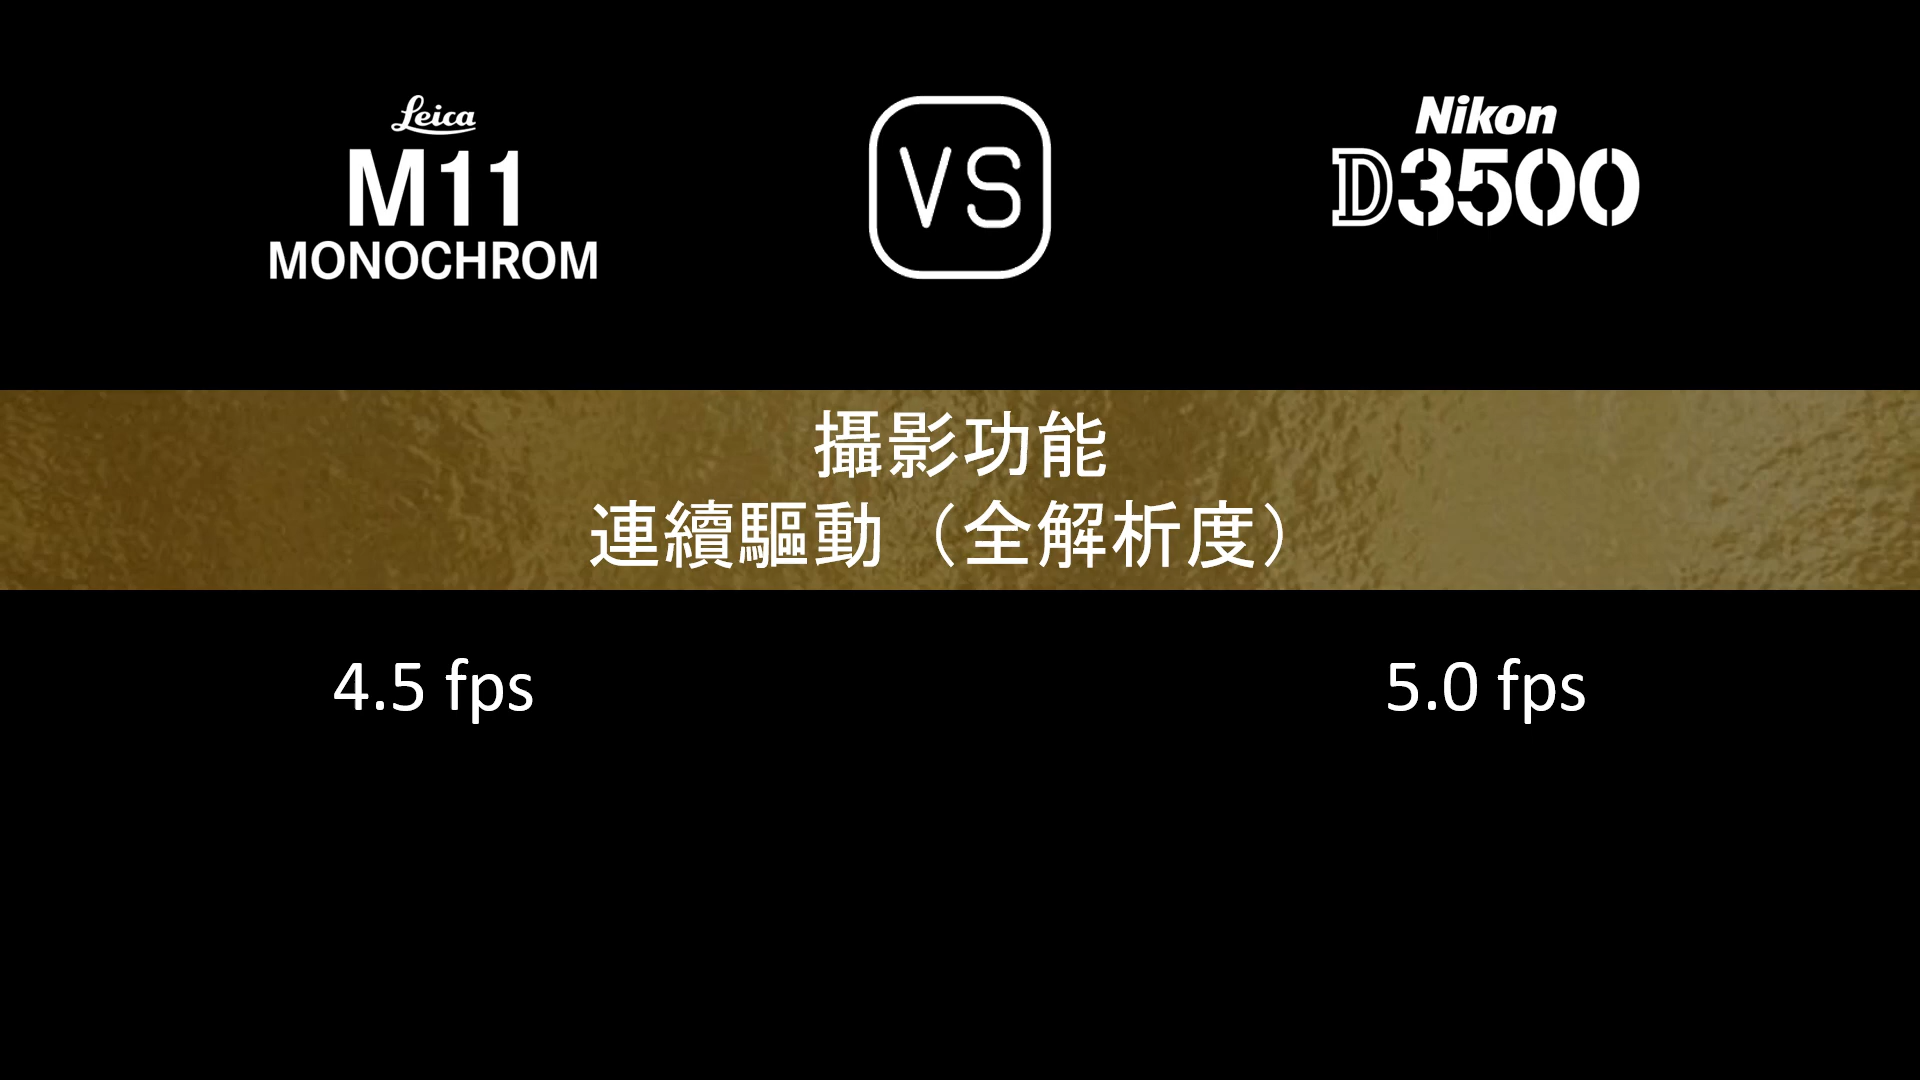 Leica
M11
MONOCHROM
VS
Nikon
D3500
攝影功能
連續驅動（全解析度）
4.5 fps
5.0 fps